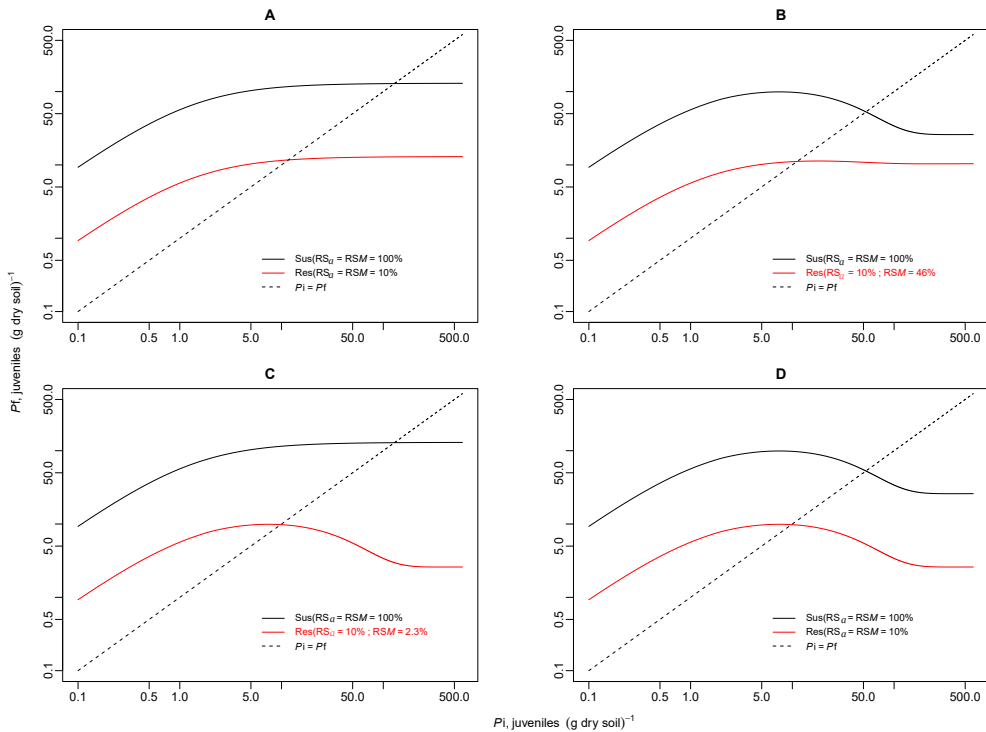 A
500.0
50.0
5.0
0.5
0.1
Sus(RSα = RSM = 100%
Res(RSα = RSM = 10%
Pi = Pf
0.1 0.5 1.0 5.0 50.0 500.0
B
500.0
50.0
5.0
0.5
0.1
Sus(RSα = RSM = 100%
Res(RSα = 10% ; RSM = 46%
Pi = Pf
0.1 0.5 1.0 5.0 50.0 500.0
Pf, juveniles (g dry soil)⁻¹
C
500.0
50.0
5.0
0.5
0.1
Sus(RSα = RSM = 100%
Res(RSα = 10% ; RSM = 2.3%
Pi = Pf
0.1 0.5 1.0 5.0 50.0 500.0
D
500.0
50.0
5.0
0.5
0.1
Sus(RSα = RSM = 100%
Res(RSα = RSM = 10%
Pi = Pf
0.1 0.5 1.0 5.0 50.0 500.0
Pi, juveniles (g dry soil)⁻¹